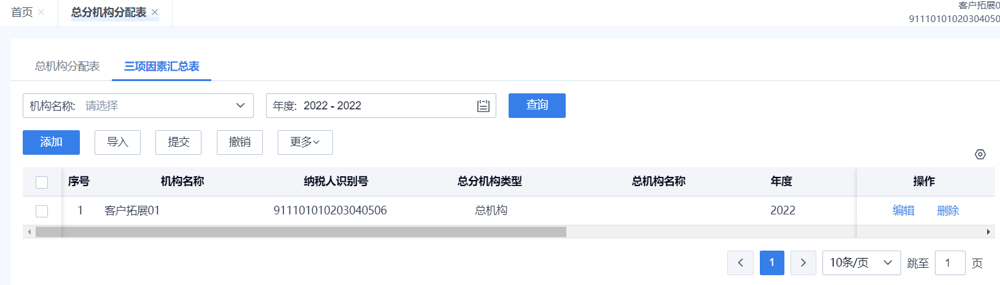 首页 × 总分机构分配表 × 客户拓展0
91110101020304050
总机构分配表 三项因素汇总表
机构名称: 请选择 年度: 2022 - 2022 查询
添加 导入 提交 撤销 更多
序号 机构名称 纳税人识别号 总分机构类型 总机构名称 年度 操作
1 客户拓展01 911101010203040506 总机构 2022 编辑 删除
1 10条/页 跳至 1 页